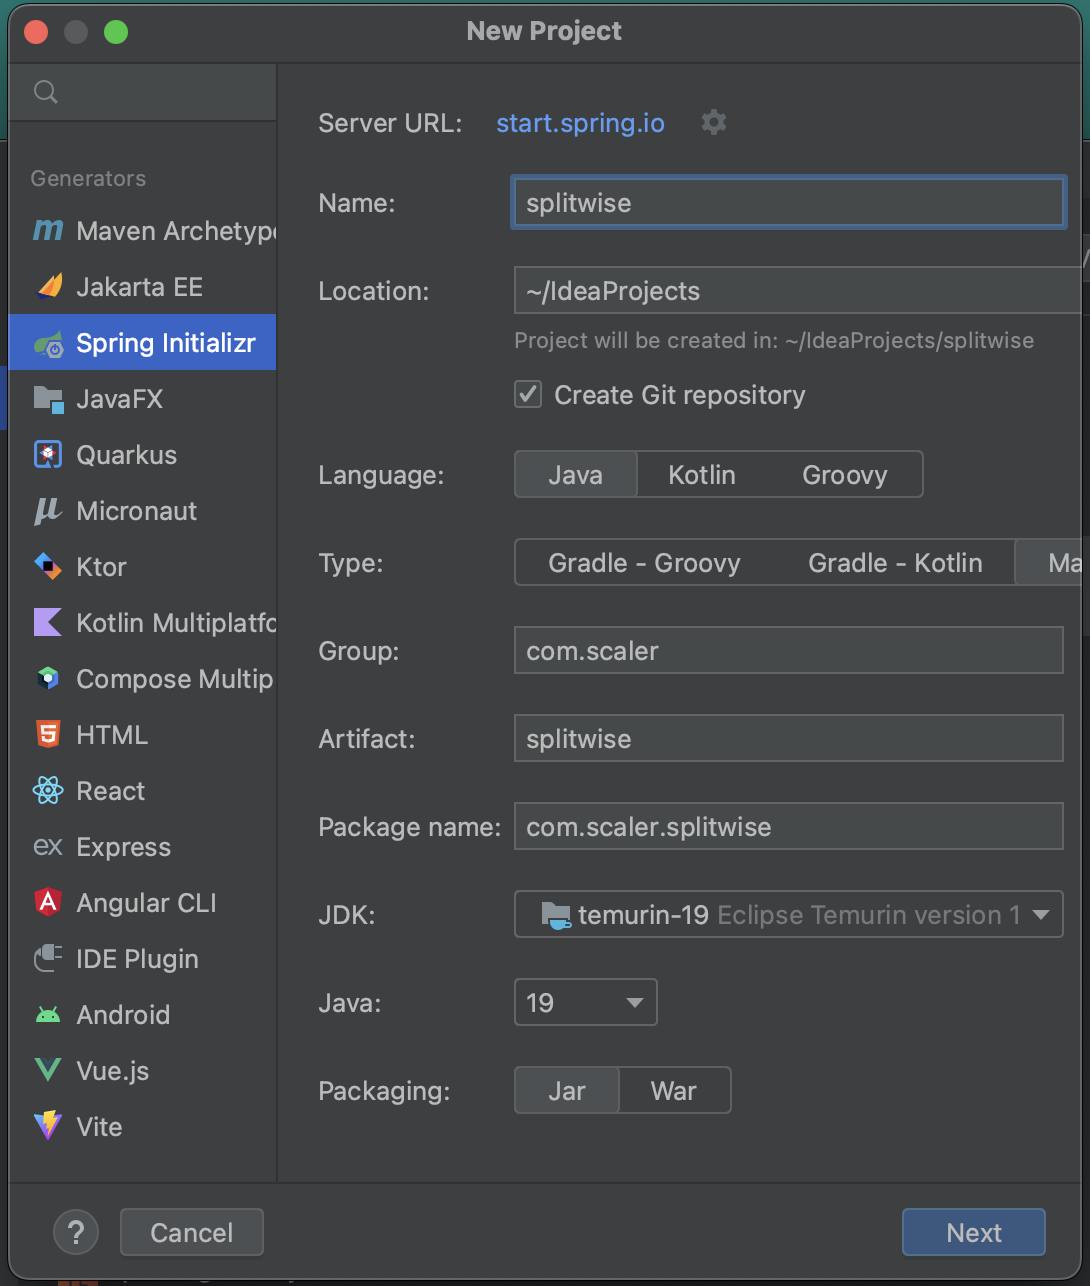 New Project
Generators
Maven Archetype
Jakarta EE
Spring Initializr
JavaFX
Quarkus
Micronaut
Ktor
Kotlin Multiplatfo
Compose Multip
HTML
React
ex Express
Angular CLI
IDE Plugin
Android
Vue.js
Vite
Server URL: start.spring.io
Name: splitwise
Location: ~/IdeaProjects
Project will be created in: ~/IdeaProjects/splitwise
Create Git repository
Language: Java Kotlin Groovy
Type: Gradle - Groovy Gradle - Kotlin Ma
Group: com.scaler
Artifact: splitwise
Package name: com.scaler.splitwise
JDK: temurin-19 Eclipse Temurin version 1
Java: 19
Packaging: Jar War
? Cancel Next